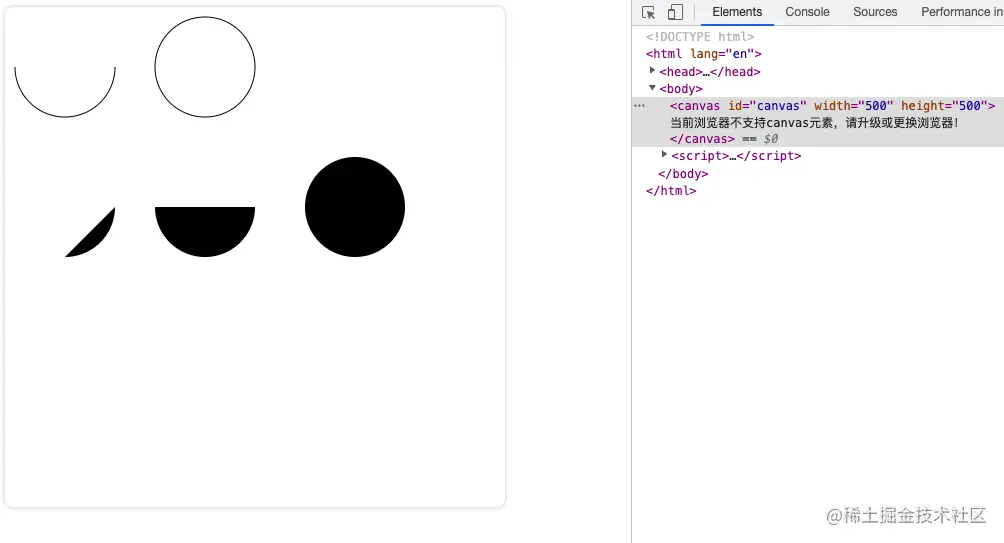 Elements Console Sources Performance in
<!DOCTYPE html>
<html lang="en">
<head>…</head>
<body>
<canvas id="canvas" width="500" height="500">
当前浏览器不支持canvas元素，请升级或更换浏览器！
</canvas> == $0
<script>…</script>
</body>
</html>
@稀土掘金技术社区